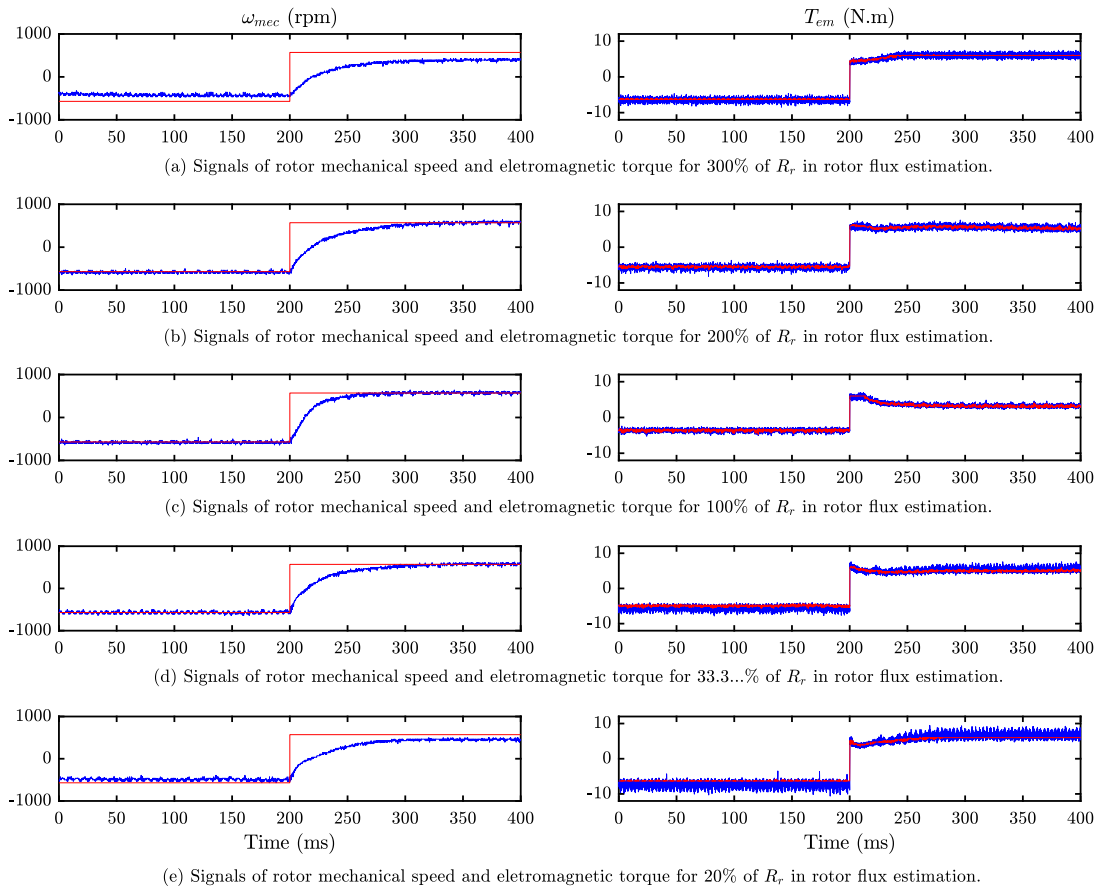 ω_mec (rpm) T_em (N.m)
1000 10
0 0
-1000 -10
0 50 100 150 200 250 300 350 400 0 50 100 150 200 250 300 350 400
(a) Signals of rotor mechanical speed and eletromagnetic torque for 300% of R_r in rotor flux estimation.
1000 10
0 0
-1000 -10
0 50 100 150 200 250 300 350 400 0 50 100 150 200 250 300 350 400
(b) Signals of rotor mechanical speed and eletromagnetic torque for 200% of R_r in rotor flux estimation.
1000 10
0 0
-1000 -10
0 50 100 150 200 250 300 350 400 0 50 100 150 200 250 300 350 400
(c) Signals of rotor mechanical speed and eletromagnetic torque for 100% of R_r in rotor flux estimation.
1000 10
0 0
-1000 -10
0 50 100 150 200 250 300 350 400 0 50 100 150 200 250 300 350 400
(d) Signals of rotor mechanical speed and eletromagnetic torque for 33.3...% of R_r in rotor flux estimation.
1000 10
0 0
-1000 -10
0 50 100 150 200 250 300 350 400 0 50 100 150 200 250 300 350 400
Time (ms) Time (ms)
(e) Signals of rotor mechanical speed and eletromagnetic torque for 20% of R_r in rotor flux estimation.